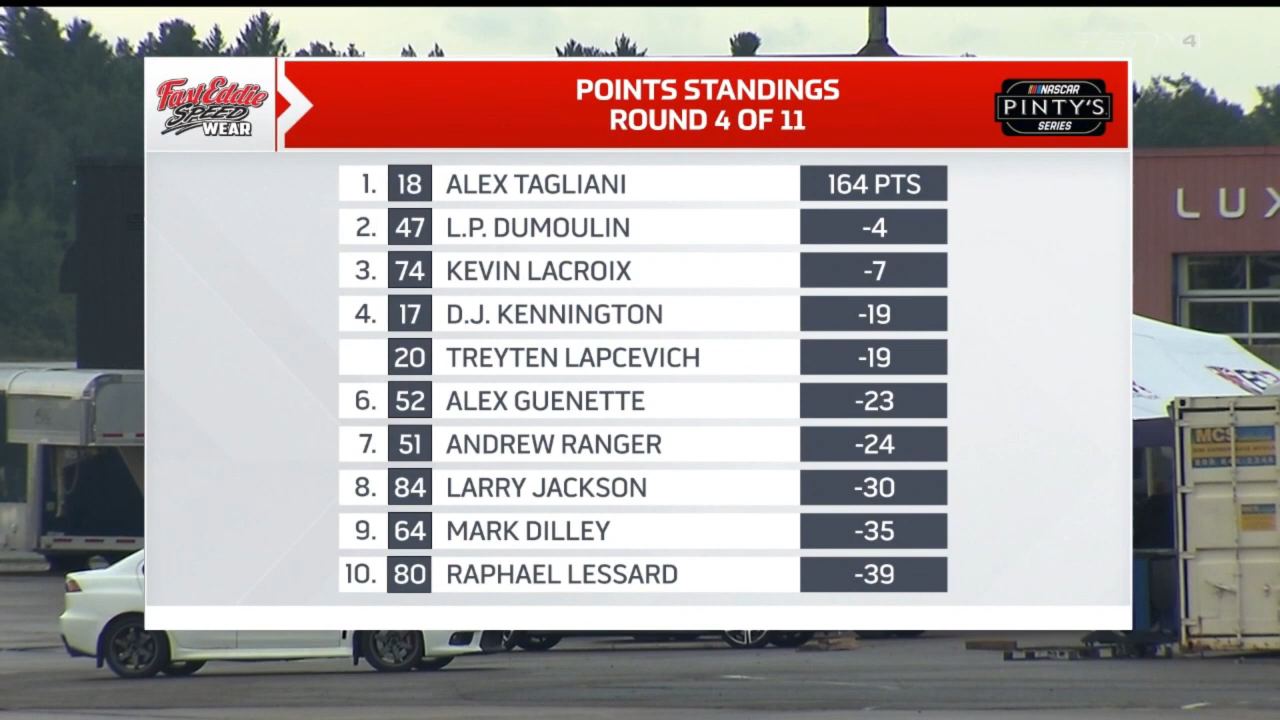 TSN 4
FastEddie
SPEED
WEAR
POINTS STANDINGS
ROUND 4 OF 11
NASCAR
PINTY'S
SERIES
1. 18 ALEX TAGLIANI 164 PTS
2. 47 L.P. DUMOULIN -4
3. 74 KEVIN LACROIX -7
4. 17 D.J. KENNINGTON -19
20 TREYTEN LAPCEVICH -19
6. 52 ALEX GUENETTE -23
7. 51 ANDREW RANGER -24
8. 84 LARRY JACKSON -30
9. 64 MARK DILLEY -35
10. 80 RAPHAEL LESSARD -39
LUX
MCS